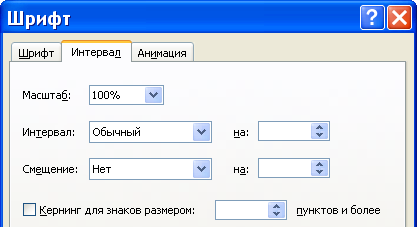 Шрифт
Шрифт Интервал Анимация
Масштаб: 100%
Интервал: Обычный на:
Смещение: Нет на:
Кернинг для знаков размером: пунктов и более